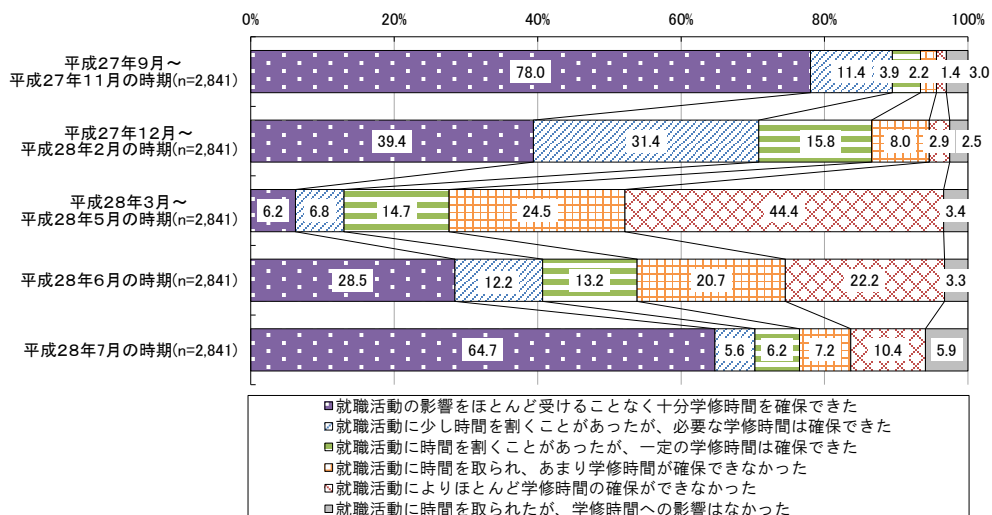 0% 20% 40% 60% 80% 100%
平成27年9月～
平成27年11月の時期(n=2,841)
78.0 11.4 3.9 2.2 1.4 3.0
平成27年12月～
平成28年2月の時期(n=2,841)
39.4 31.4 15.8 8.0 2.9 2.5
平成28年3月～
平成28年5月の時期(n=2,841)
6.2 6.8 14.7 24.5 44.4 3.4
平成28年6月の時期(n=2,841)
28.5 12.2 13.2 20.7 22.2 3.3
平成28年7月の時期(n=2,841)
64.7 5.6 6.2 7.2 10.4 5.9
就職活動の影響をほとんど受けることなく十分学修時間を確保できた
就職活動に少し時間を割くことがあったが、必要な学修時間は確保できた
就職活動に時間を割くことがあったが、一定の学修時間は確保できた
就職活動に時間を取られ、あまり学修時間が確保できなかった
就職活動によりほとんど学修時間の確保ができなかった
就職活動に時間を取られたが、学修時間への影響はなかった